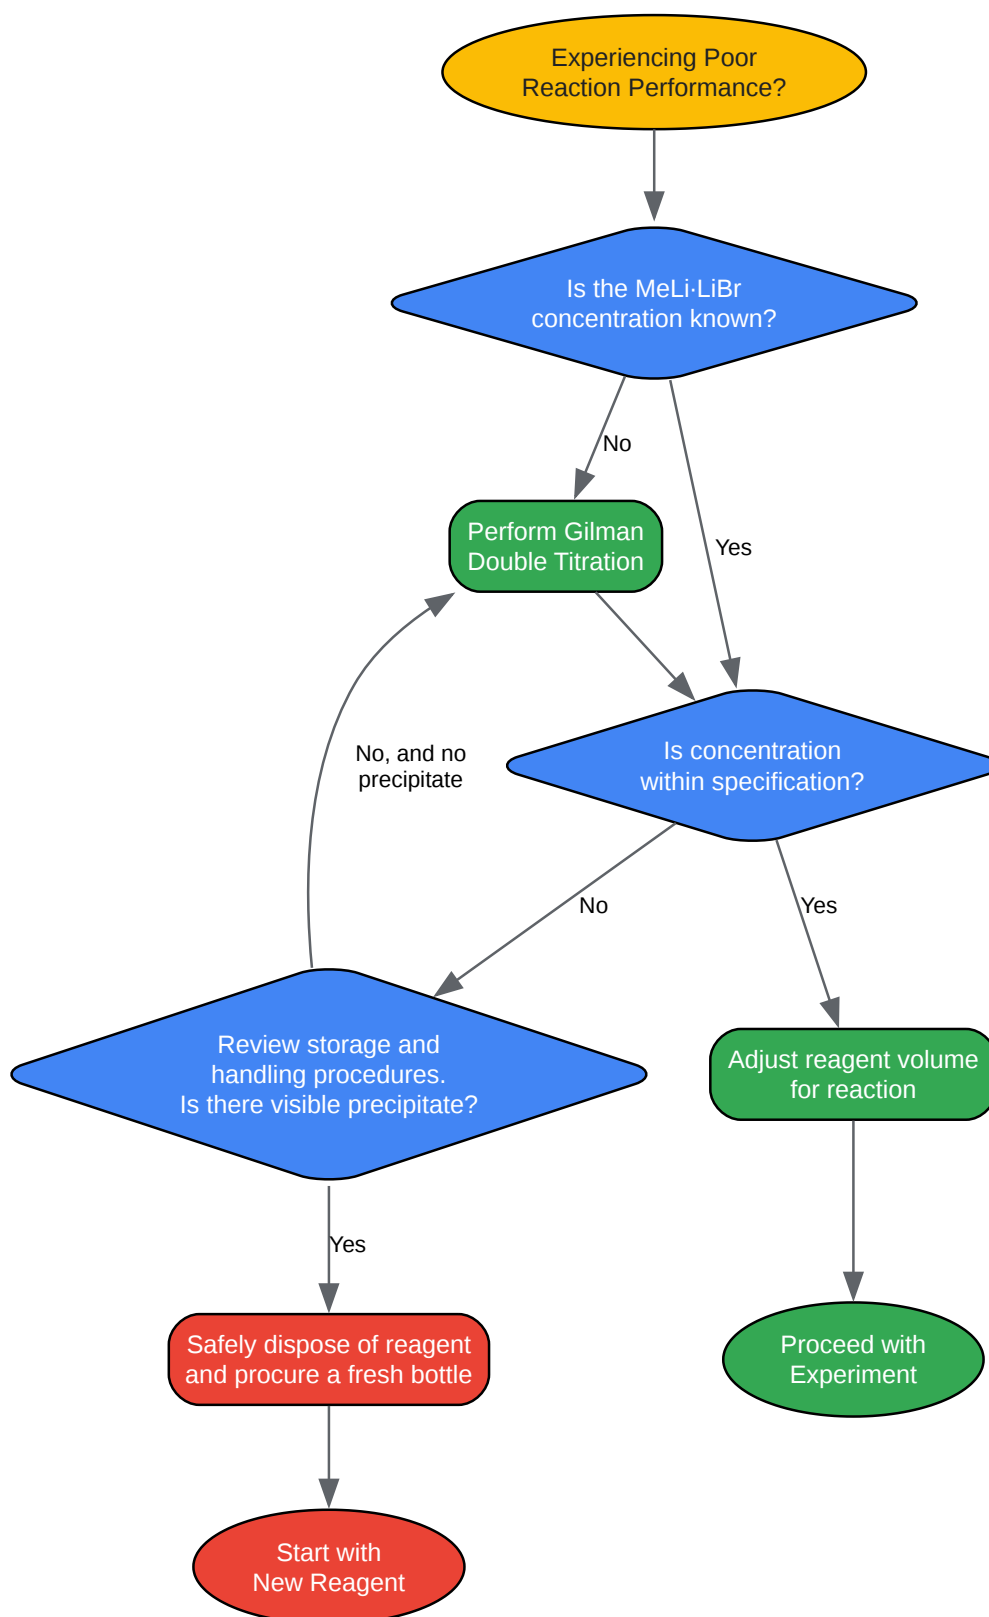 Experiencing Poor
Reaction Performance?
Is the MeLi·LiBr
concentration known?
No
Perform Gilman
Double Titration
Yes
No, and no
precipitate
Is concentration
within specification?
No
Yes
Review storage and
handling procedures.
Is there visible precipitate?
Adjust reagent volume
for reaction
Yes
Safely dispose of reagent
and procure a fresh bottle
Proceed with
Experiment
Start with
New Reagent